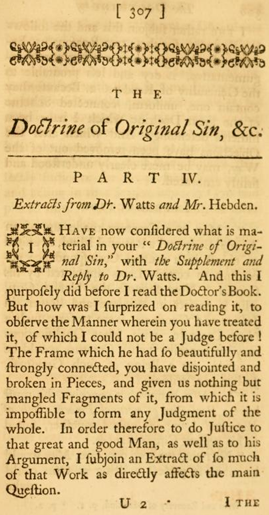 [ 307 ]
THE
Doctrine of Original Sin, &c.
PART IV.
Extracts from Dr. Watts and Mr. Hebden.
I HAVE now conſidered what is ma-
terial in your “ Doctrine of Origi-
nal Sin,” with the Supplement and
Reply to Dr. Watts. And this I
purpoſely did before I read the Doctor's Book.
But how was I ſurprized on reading it, to
obſerve the Manner wherein you have treated
it, of which I could not be a Judge before !
The Frame which he had ſo beautifully and
ſtrongly connected, you have disjointed and
broken in Pieces, and given us nothing but
mangled Fragments of it, from which it is
impoſſible to form any Judgment of the
whole. In order therefore to do Juſtice to
that great and good Man, as well as to his
Argument, I ſubjoin an Extract of ſo much
of that Work as directly affects the main
Queſtion.
U 2 I THE